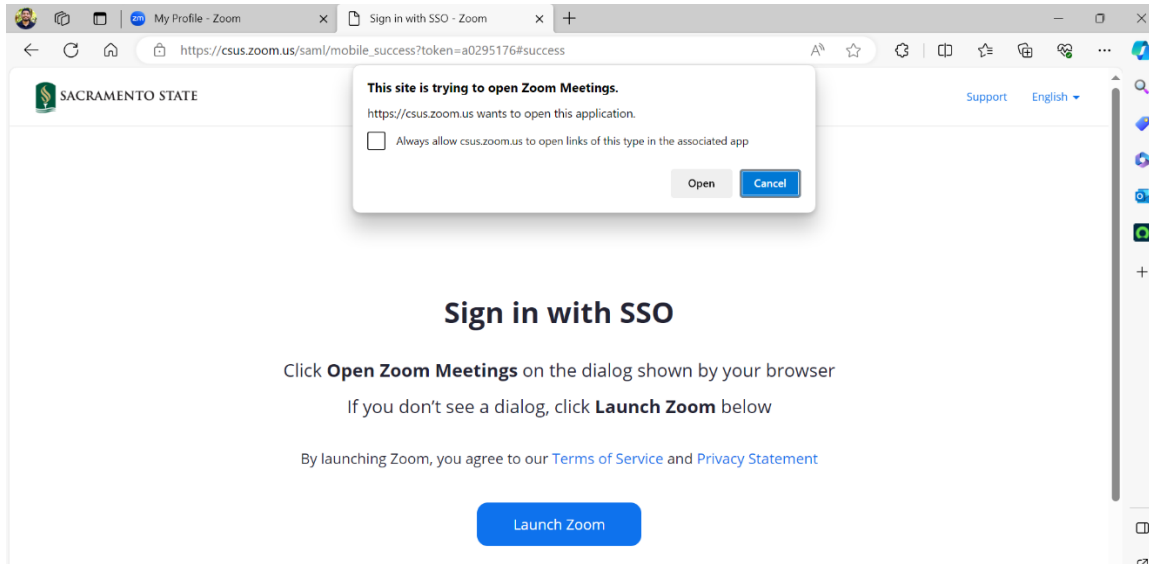 zm My Profile - Zoom
Sign in with SSO - Zoom
https://csus.zoom.us/saml/mobile_success?token=a0295176#success
This site is trying to open Zoom Meetings.
https://csus.zoom.us wants to open this application.
Always allow csus.zoom.us to open links of this type in the associated app
Open Cancel
SACRAMENTO STATE
Support English
Sign in with SSO
Click Open Zoom Meetings on the dialog shown by your browser
If you don't see a dialog, click Launch Zoom below
By launching Zoom, you agree to our Terms of Service and Privacy Statement
Launch Zoom